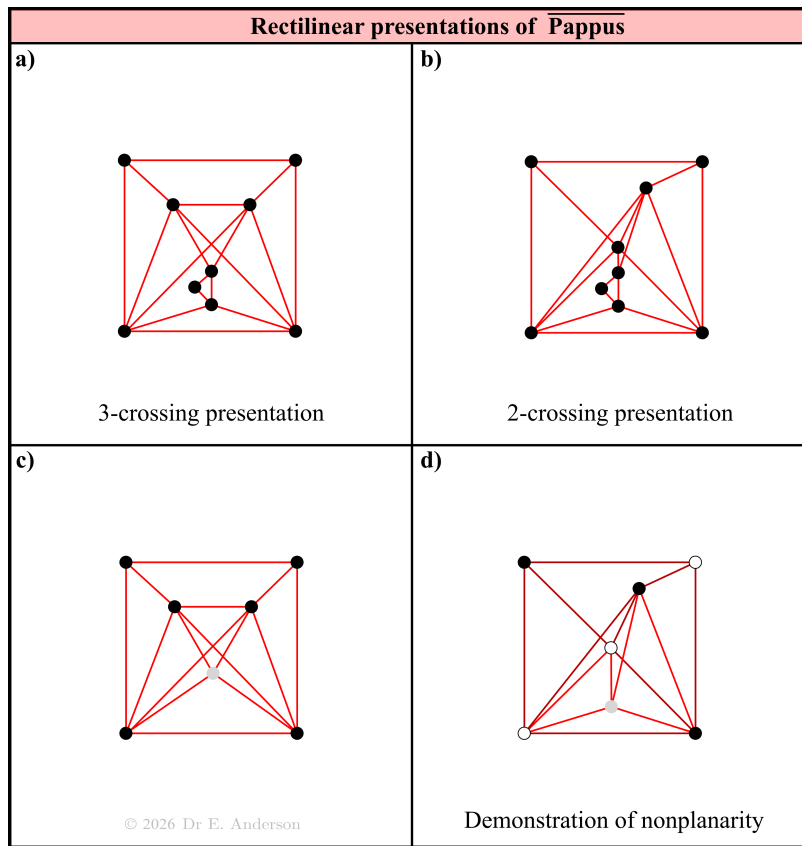 Rectilinear presentations of Pappus
a)
b)
3-crossing presentation
2-crossing presentation
c)
d)
© 2026 Dr E. Anderson
Demonstration of nonplanarity